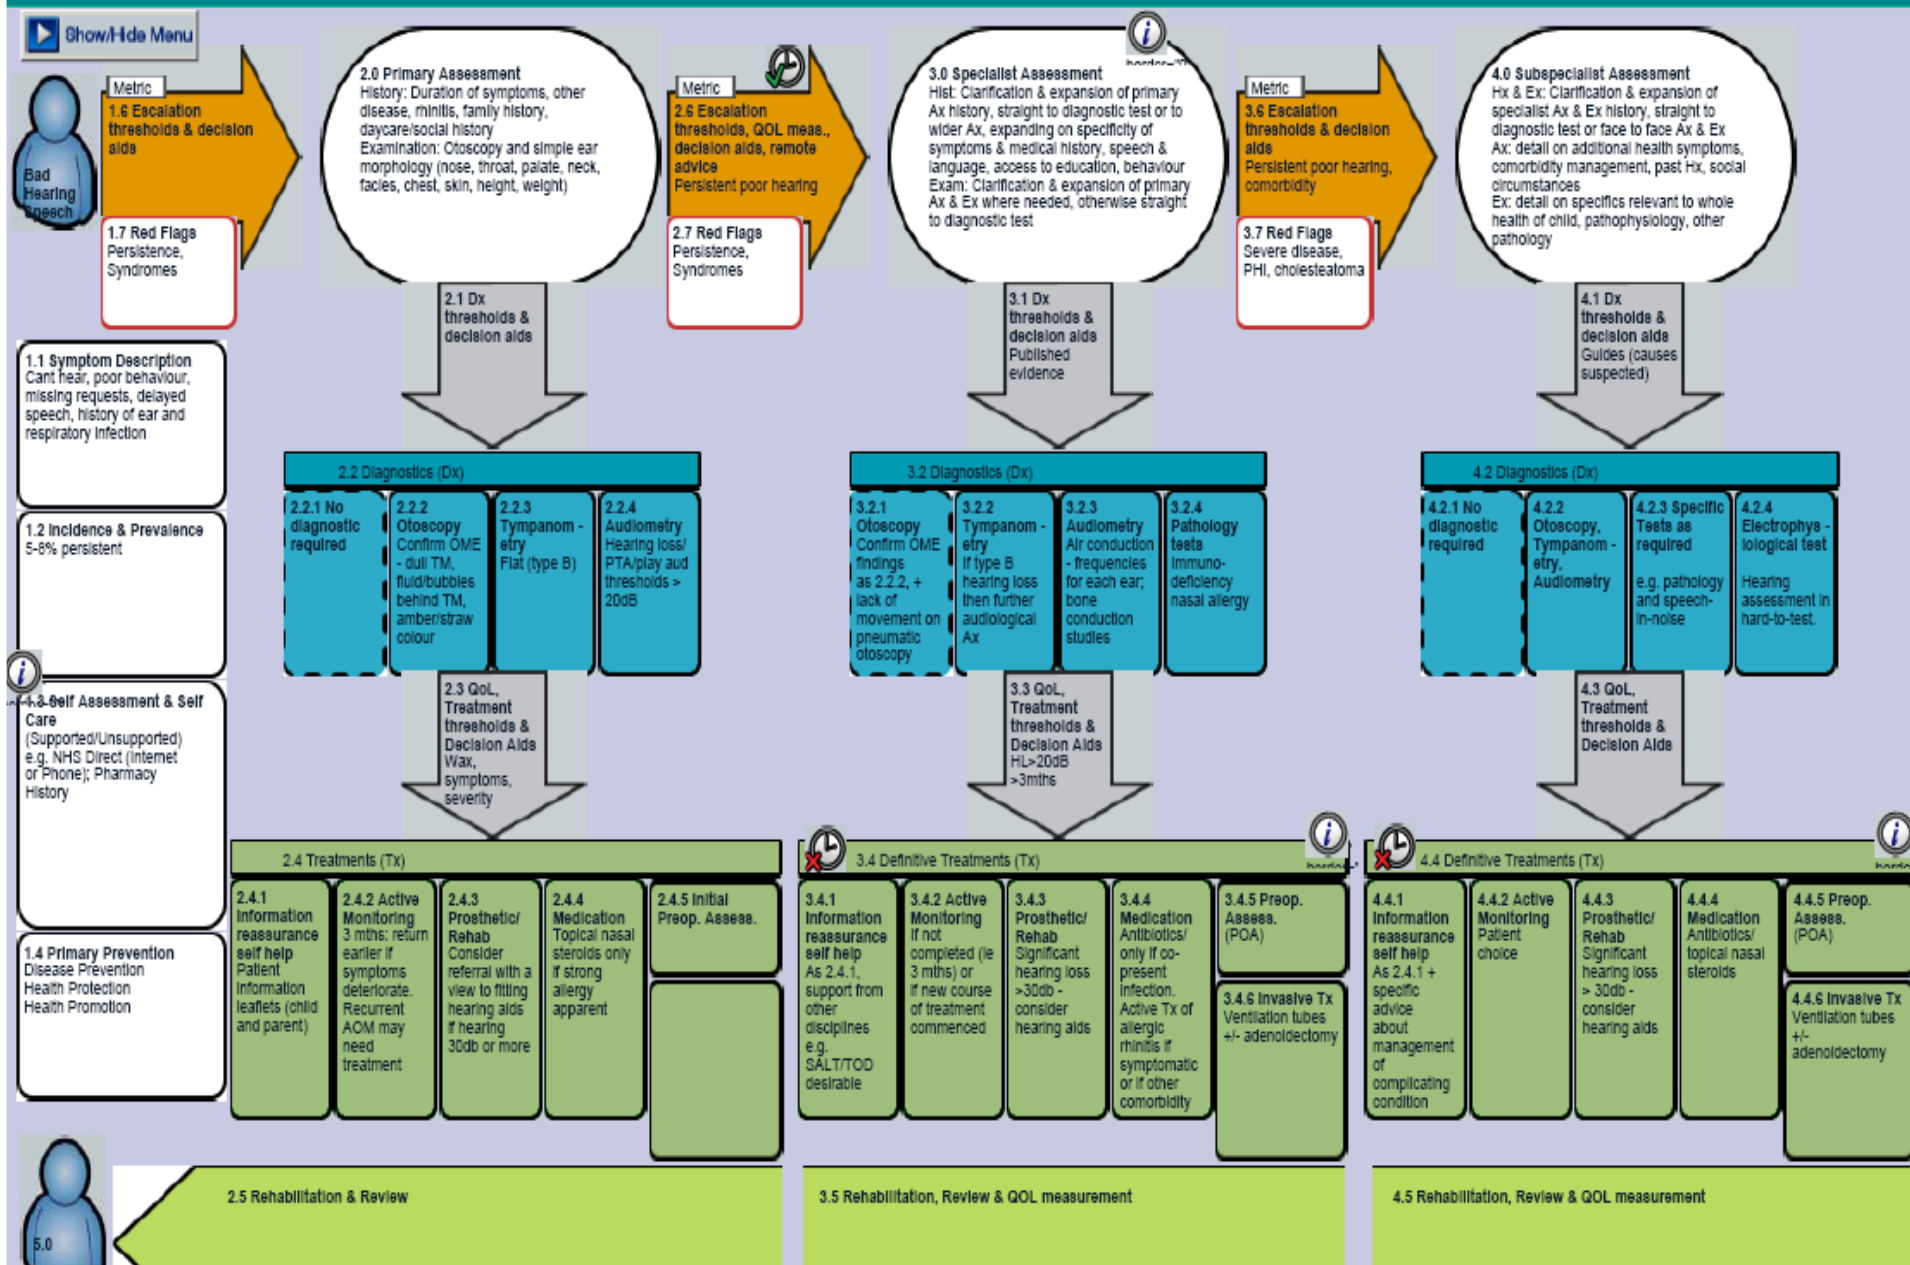 Show/Hide Menu
Bad
Hearing
Speech
Metric
1.6 Escalation
thresholds & decision
aids
1.7 Red Flags
Persistence,
Syndromes
2.0 Primary Assessment
History: Duration of symptoms, other
disease, rhinitis, family history,
daycare/social history
Examination: Otoscopy and simple ear
morphology (nose, throat, palate, neck,
facies, chest, skin, height, weight)
Metric
2.6 Escalation
thresholds, QOL meas.,
decision aids, remote
advice
Persistent poor hearing
2.7 Red Flags
Persistence,
Syndromes
3.0 Specialist Assessment
Hist: Clarification & expansion of primary
Ax history, straight to diagnostic test or to
wider Ax, expanding on specificity of
symptoms & medical history, speech &
language, access to education, behaviour
Exam: Clarification & expansion of primary
Ax & Ex where needed, otherwise straight
to diagnostic test
Metric
3.6 Escalation
thresholds & decision
aids
Persistent poor hearing,
comorbidity
3.7 Red Flags
Severe disease,
PHI, cholesteatoma
4.0 Subspecialist Assessment
Hx & Ex: Clarification & expansion of
specialist Ax & Ex history, straight to
diagnostic test or face to face Ax & Ex
Ax: detail on additional health symptoms,
comorbidity management, past Hx, social
circumstances
Ex: detail on specifics relevant to whole
health of child, pathophysiology, other
pathology
1.1 Symptom Description
Cant hear, poor behaviour,
missing requests, delayed
speech, history of ear and
respiratory infection
1.2 Incidence & Prevalence
5-8% persistent
Self Assessment & Self
Care
(Supported/Unsupported)
e.g. NHS Direct (Internet
or Phone); Pharmacy
History
1.4 Primary Prevention
Disease Prevention
Health Protection
Health Promotion
2.1 Dx
thresholds &
decision aids
2.2 Diagnostics (Dx)
2.2.1 No
diagnostic
required
2.2.2
Otoscopy
Confirm OME
- dull TM,
fluid/bubbles
behind TM,
amber/straw
colour
2.2.3
Tympanom -
etry
Flat (type B)
2.2.4
Audiometry
Hearing loss/
PTA/play aud
thresholds >
20dB
2.3 QoL,
Treatment
thresholds &
Decision Aids
Wax,
symptoms,
severity
2.4 Treatments (Tx)
2.4.1
Information
reassurance
self help
Patient
information
leaflets (child
and parent)
2.4.2 Active
Monitoring
3 mths: return
earlier if
symptoms
deteriorate.
Recurrent
AOM may
need
treatment
2.4.3
Prosthetic/
Rehab
Consider
referral with a
view to fitting
hearing aids
if hearing
30db or more
2.4.4
Medication
Topical nasal
steroids only
if strong
allergy
apparent
2.4.5 Initial
Preop. Assess.
3.1 Dx
thresholds &
decision aids
Published
evidence
3.2 Diagnostics (Dx)
3.2.1
Otoscopy
Confirm OME
findings
as 2.2.2, +
lack of
movement on
pneumatic
otoscopy
3.2.2
Tympanom -
etry
If type B
hearing loss
then further
audiological
Ax
3.2.3
Audiometry
Air conduction
- frequencies
for each ear;
bone
conduction
studies
3.2.4
Pathology
tests
Immuno-
deficiency
nasal allergy
3.3 QoL,
Treatment
thresholds &
Decision Aids
HL>20dB
>3mths
3.4 Definitive Treatments (Tx)
3.4.1
Information
reassurance
self help
As 2.4.1,
support from
other
disciplines
e.g.
SALT/TOD
desirable
3.4.2 Active
Monitoring
If not
completed (ie
3 mths) or
if new course
of treatment
commenced
3.4.3
Prosthetic/
Rehab
Significant
hearing loss
>30db -
consider
hearing aids
3.4.4
Medication
Antibiotics/
only if co-
present
infection.
Active Tx of
allergic
rhinitis if
symptomatic
or if other
comorbidity
3.4.5 Preop.
Assess.
(POA)
3.4.6 Invasive Tx
Ventilation tubes
+/- adenoidectomy
4.1 Dx
thresholds &
decision aids
Guides (causes
suspected)
4.2 Diagnostics (Dx)
4.2.1 No
diagnostic
required
4.2.2
Otoscopy,
Tympanom -
etry,
Audiometry
4.2.3 Specific
Tests as
required
e.g. pathology
and speech-
in-noise
4.2.4
Electrophys -
iological test
Hearing
assessment in
hard-to-test.
4.3 QoL,
Treatment
thresholds &
Decision Aids
4.4 Definitive Treatments (Tx)
4.4.1
Information
reassurance
self help
As 2.4.1 +
specific
advice
about
management
of
complicating
condition
4.4.2 Active
Monitoring
Patient
choice
4.4.3
Prosthetic/
Rehab
Significant
hearing loss
> 30db -
consider
hearing aids
4.4.4
Medication
Antibiotics/
topical nasal
steroids
4.4.5 Preop.
Assess.
(POA)
4.4.6 Invasive Tx
Ventilation tubes
+/-
adenoidectomy
5.0
2.5 Rehabilitation & Review
3.5 Rehabilitation, Review & QOL measurement
4.5 Rehabilitation, Review & QOL measurement